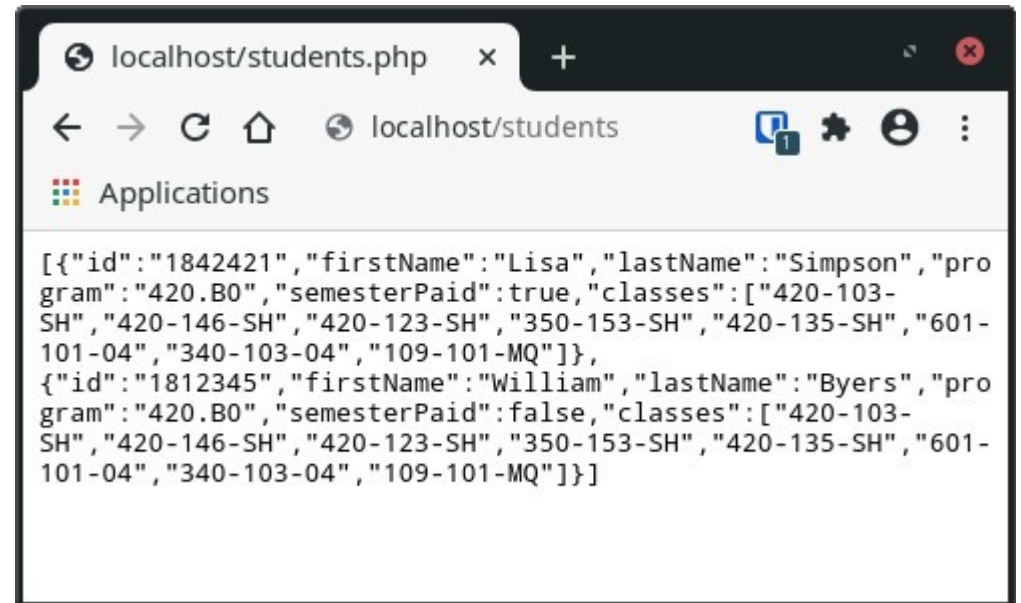 localhost/students.php
localhost/students
1
Applications
[{"id":"1842421","firstName":"Lisa","lastName":"Simpson","pro
gram":"420.B0","semesterPaid":true,"classes":["420-103-
SH","420-146-SH","420-123-SH","350-153-SH","420-135-SH","601-
101-04","340-103-04","109-101-MQ"]},
{"id":"1812345","firstName":"William","lastName":"Byers","pro
gram":"420.B0","semesterPaid":false,"classes":["420-103-
SH","420-146-SH","420-123-SH","350-153-SH","420-135-SH","601-
101-04","340-103-04","109-101-MQ"]}]